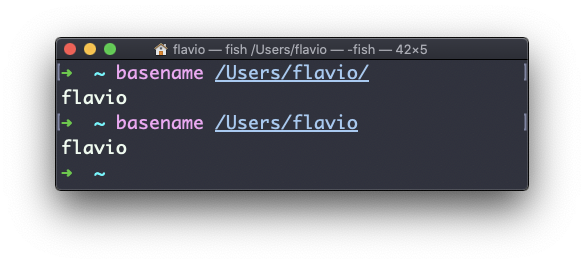 flavio — fish /Users/flavio — -fish — 42×5
[➜  ~ basename /Users/flavio/ ]
flavio
[➜  ~ basename /Users/flavio ]
flavio
➜  ~